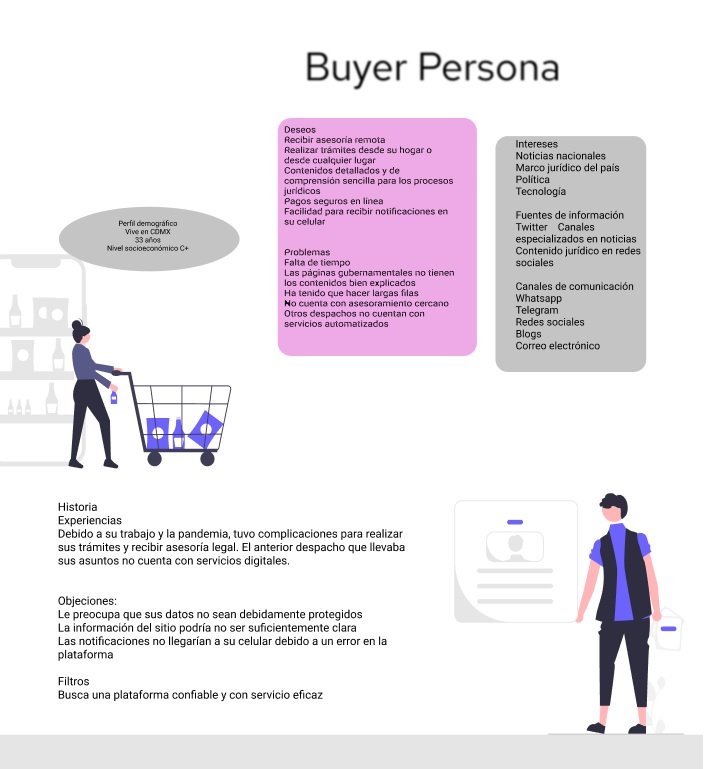 Buyer Persona
Deseos
Recibir asesoría remota
Realizar trámites desde su hogar o
desde cualquier lugar
Contenidos detallados y de
comprensión sencilla para los procesos
jurídicos
Pagos seguros en línea
Facilidad para recibir notificaciones en
su celular
Problemas
Falta de tiempo
Las páginas gubernamentales no tienen
los contenidos bien explicados
Ha tenido que hacer largas filas
No cuenta con asesoramiento cercano
Otros despachos no cuentan con
servicios automatizados
Intereses
Noticias nacionales
Marco jurídico del país
Política
Tecnología
Fuentes de información
Twitter Canales
especializados en noticias
Contenido jurídico en redes
sociales
Canales de comunicación
Whatsapp
Telegram
Redes sociales
Blogs
Correo electrónico
Perfil demográfico
Vive en CDMX
33 años
Nivel socioeconómico C+
Historia
Experiencias
Debido a su trabajo y la pandemia, tuvo complicaciones para realizar
sus trámites y recibir asesoría legal. El anterior despacho que llevaba
sus asuntos no cuenta con servicios digitales.
Objeciones:
Le preocupa que sus datos no sean debidamente protegidos
La información del sitio podría no ser suficientemente clara
Las notificaciones no llegarían a su celular debido a un error en la
plataforma
Filtros
Busca una plataforma confiable y con servicio eficaz